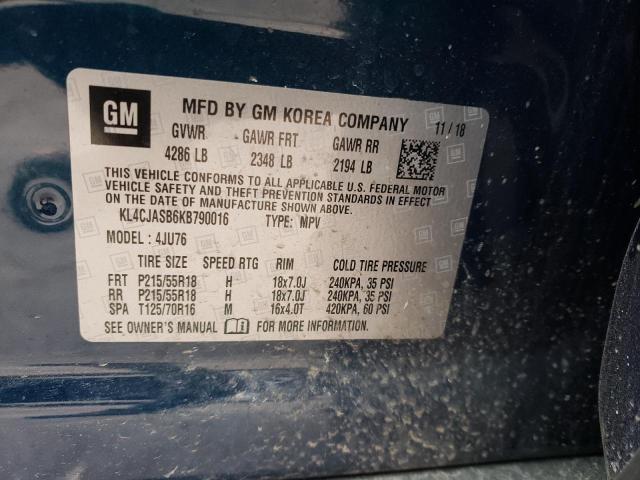 GM MFD BY GM KOREA COMPANY 11 / 18
GVWR GAWR FRT GAWR RR
4286 LB 2348 LB 2194 LB
THIS VEHICLE CONFORMS TO ALL APPLICABLE U.S. FEDERAL MOTOR
VEHICLE SAFETY AND THEFT PREVENTION STANDARDS IN EFFECT
ON THE DATE OF MANUFACTURE SHOWN ABOVE.
KL4CJASB6KB790016 TYPE: MPV
MODEL : 4JU76
TIRE SIZE SPEED RTG RIM COLD TIRE PRESSURE
FRT P215/55R18 H 18x7.0J 240KPA, 35 PSI
RR P215/55R18 H 18x7.0J 240KPA, 35 PSI
SPA T125/70R16 M 16x4.0T 420KPA, 60 PSI
SEE OWNER'S MANUAL FOR MORE INFORMATION.